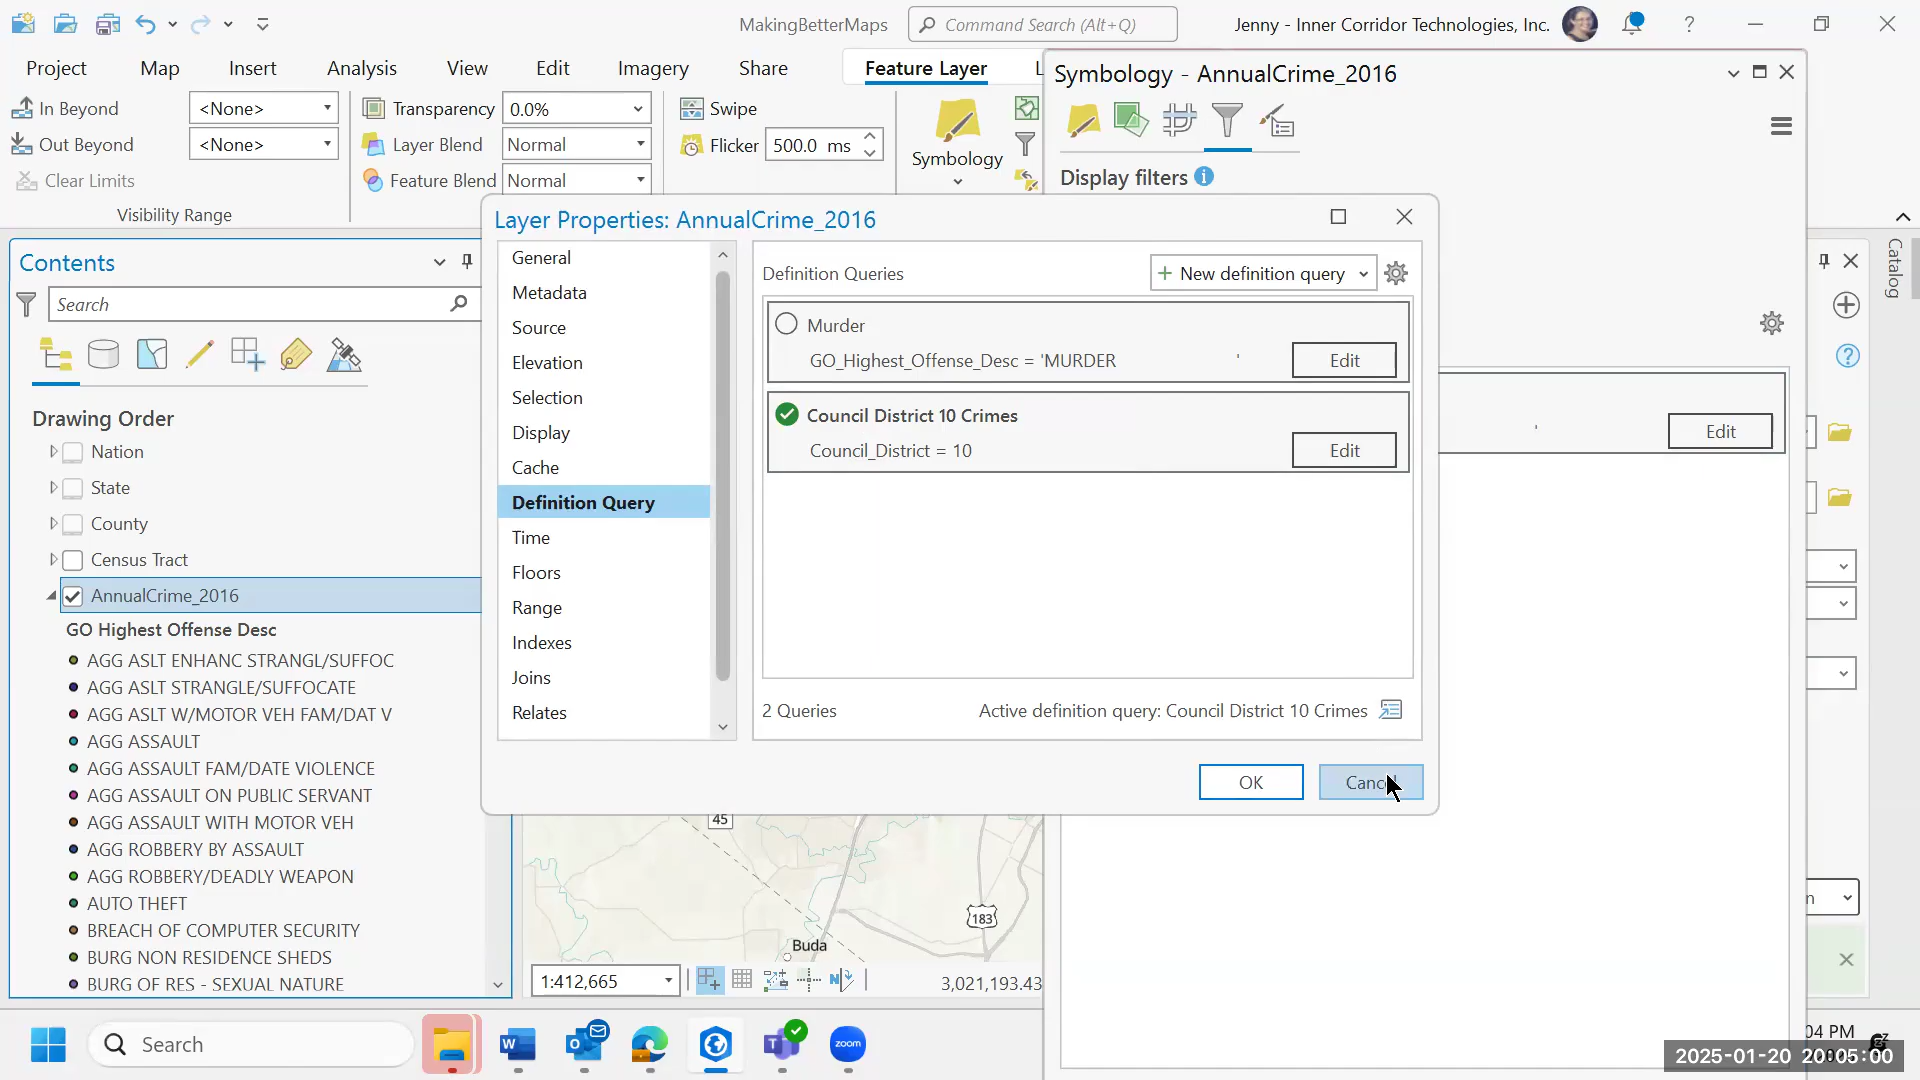 MakingBetterMaps
Command Search (Alt+Q)
Jenny - Inner Corridor Technologies, Inc.
?
Project
Map
Insert
Analysis
View
Edit
Imagery
Share
Feature Layer
Symbology - AnnualCrime_2016
In Beyond
<None>
Transparency
0.0%
Swipe
Out Beyond
<None>
Layer Blend
Normal
Flicker
500.0 ms
Symbology
Clear Limits
Feature Blend
Normal
Visibility Range
Display filters
Layer Properties: AnnualCrime_2016
Contents
Search
Drawing Order
Nation
State
County
Census Tract
AnnualCrime_2016
GO Highest Offense Desc
AGG ASLT ENHANC STRANGL/SUFFOC
AGG ASLT STRANGLE/SUFFOCATE
AGG ASLT W/MOTOR VEH FAM/DAT V
AGG ASSAULT
AGG ASSAULT FAM/DATE VIOLENCE
AGG ASSAULT ON PUBLIC SERVANT
AGG ASSAULT WITH MOTOR VEH
AGG ROBBERY BY ASSAULT
AGG ROBBERY/DEADLY WEAPON
AUTO THEFT
BREACH OF COMPUTER SECURITY
BURG NON RESIDENCE SHEDS
BURG OF RES - SEXUAL NATURE
General
Metadata
Source
Elevation
Selection
Display
Cache
Definition Query
Time
Floors
Range
Indexes
Joins
Relates
Definition Queries
New definition query
Murder
GO_Highest_Offense_Desc = 'MURDER '
Edit
Council District 10 Crimes
Council_District = 10
Edit
2 Queries
Active definition query: Council District 10 Crimes
OK
' Edit
Catalog
?
45
183
Buda
1:412,665
3,021,193.43
Search
zoom
04 PM
2025-01-20 20:05:00